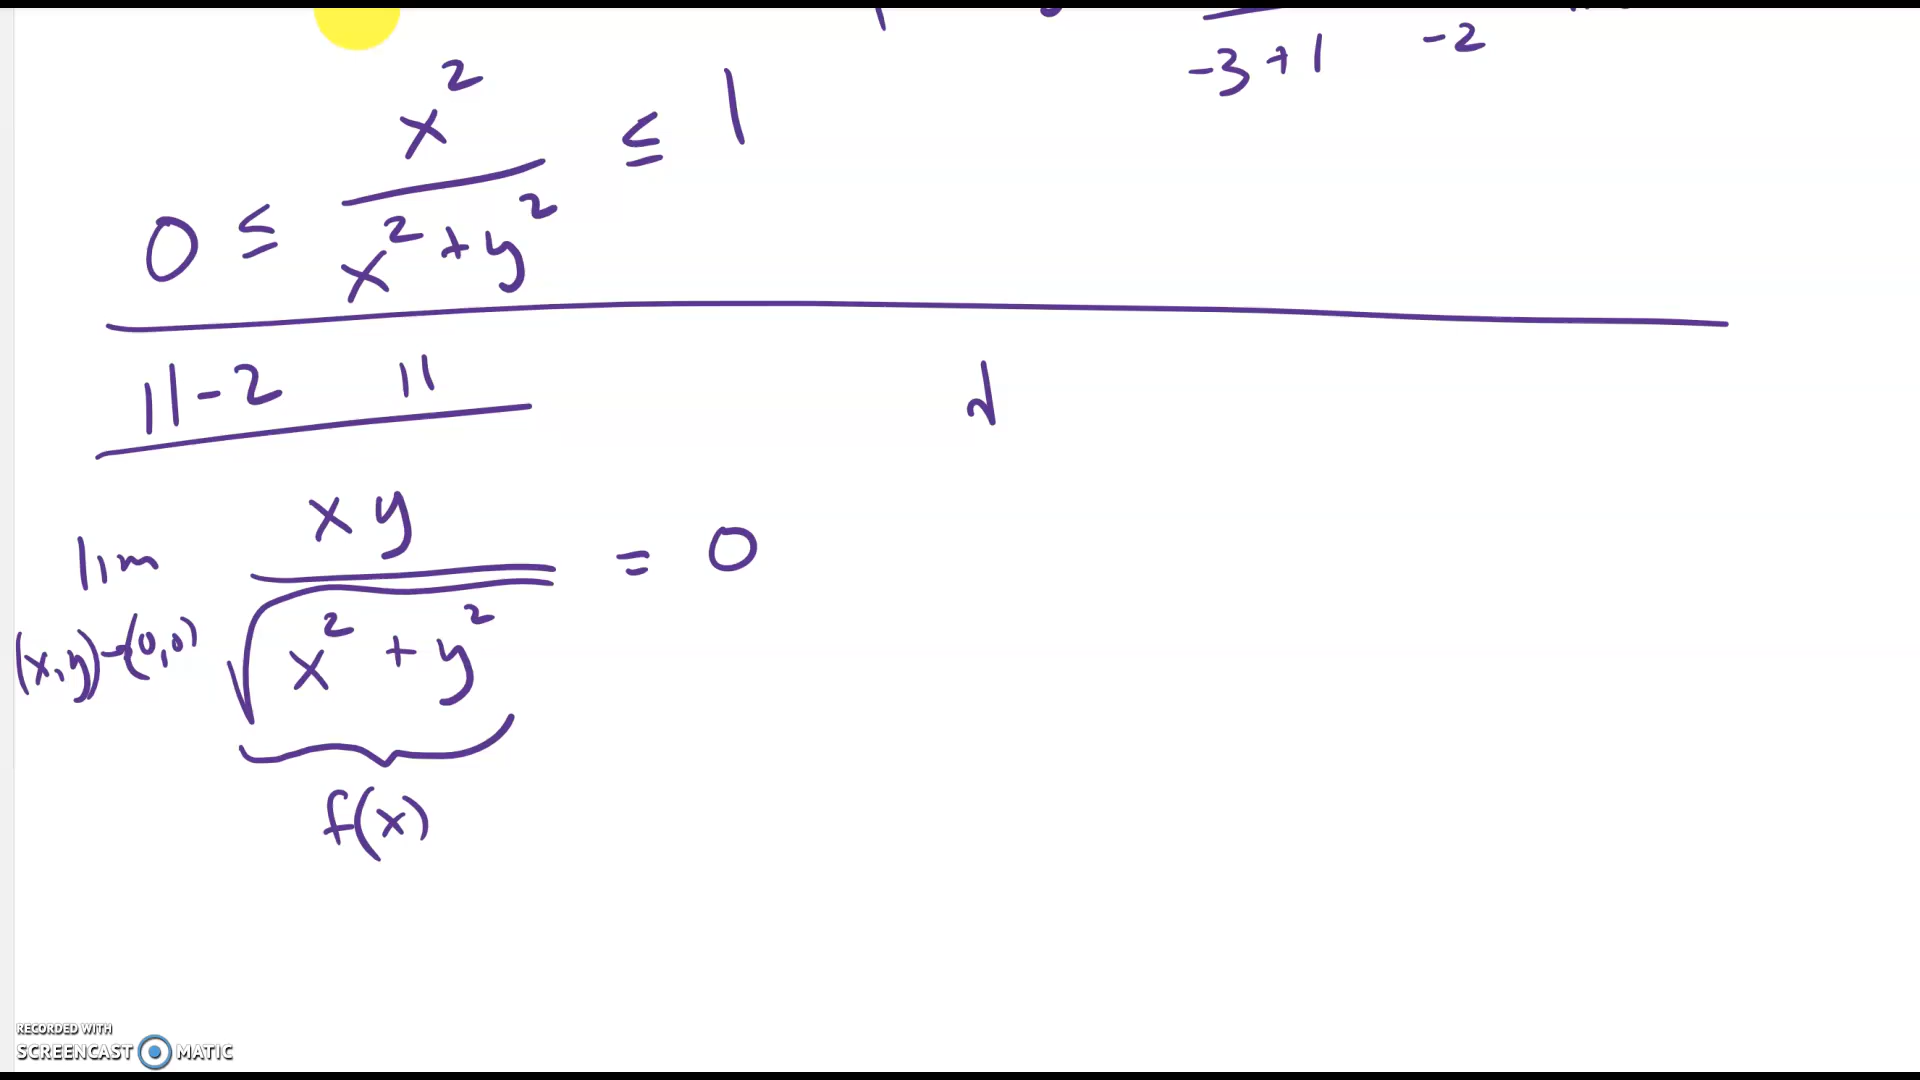 -3 + 1 -2
0 ≤ x² / (x² + y²) ≤ 1
11-2 11
lim (x,y)→(0,0) xy / √(x² + y²) = 0
f(x)
RECORDED WITH
SCREENCAST MATIC